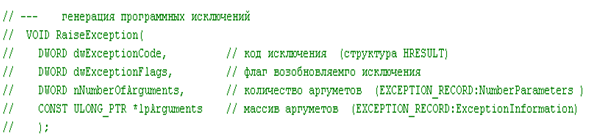 // ---    генерация программных исключений
//  VOID RaiseException(
//    DWORD dwExceptionCode,         // код исключения  (структура HRESULT)
//    DWORD dwExceptionFlags,        // флаг возобновляемго исключения
//    DWORD nNumberOfArguments,      // количество аргуметов  (EXCEPTION_RECORD:NumberParameters )
//    CONST ULONG_PTR *lpArguments   // массив аргуметов  (EXCEPTION_RECORD:ExceptionInformation)
//    );